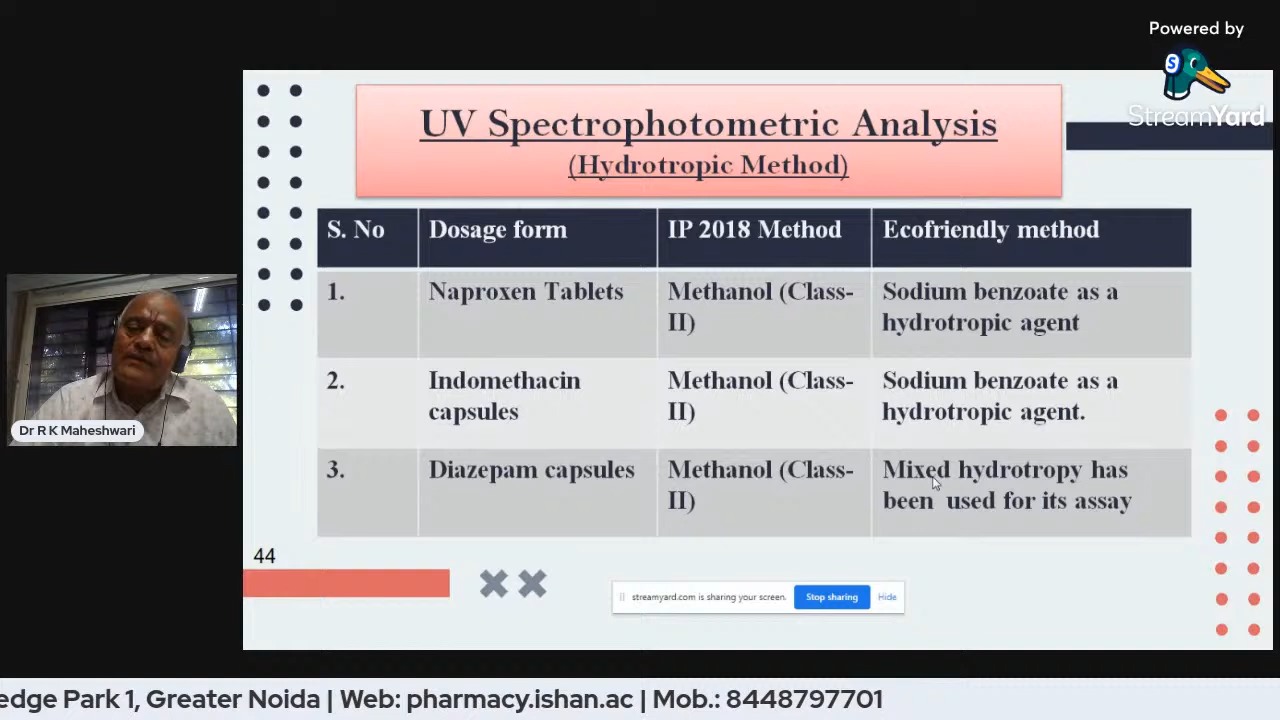 Powered by
StreamYard
UV Spectrophotometric Analysis
(Hydrotropic Method)
S. No
Dosage form
IP 2018 Method
Ecofriendly method
1.
Naproxen Tablets
Methanol (Class-
II)
Sodium benzoate as a
hydrotropic agent
2.
Indomethacin
capsules
Methanol (Class-
II)
Sodium benzoate as a
hydrotropic agent.
3.
Diazepam capsules
Methanol (Class-
II)
Mixed hydrotropy has
been used for its assay
Dr R K Maheshwari
44
streamyard.com is sharing your screen.
Stop sharing
Hide
edge Park 1, Greater Noida | Web: pharmacy.ishan.ac | Mob.: 8448797701